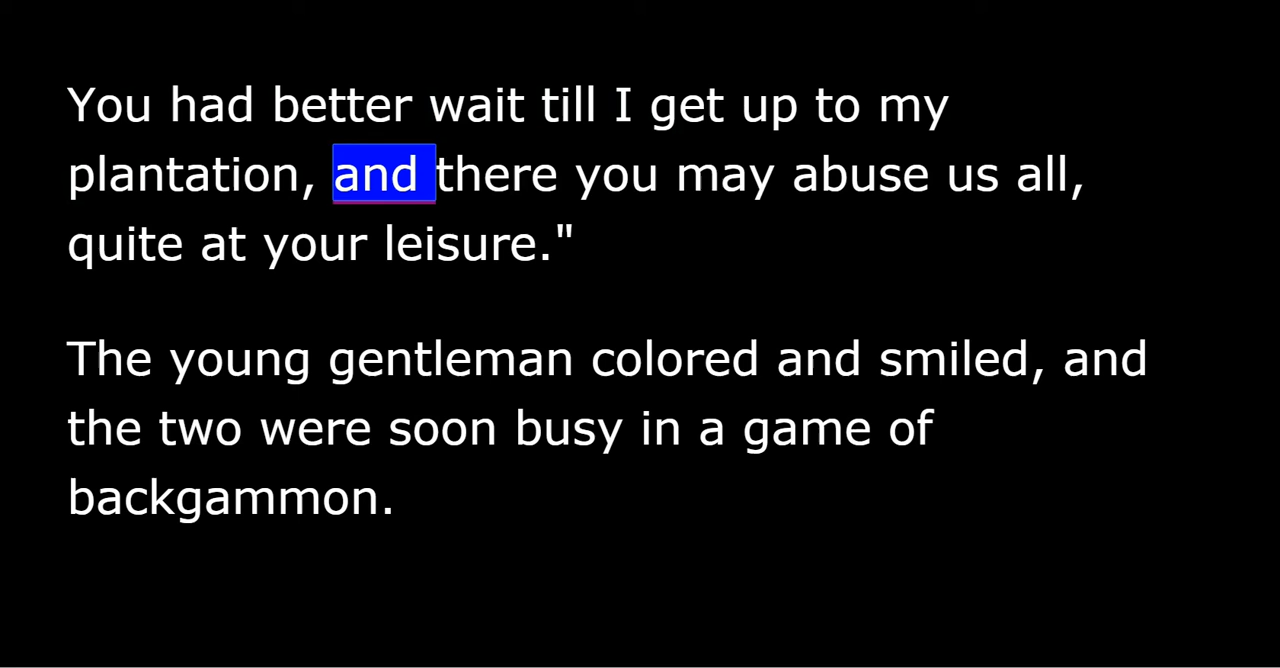 You had better wait till I get up to my
plantation, and there you may abuse us all,
quite at your leisure."
The young gentleman colored and smiled, and
the two were soon busy in a game of
backgammon.